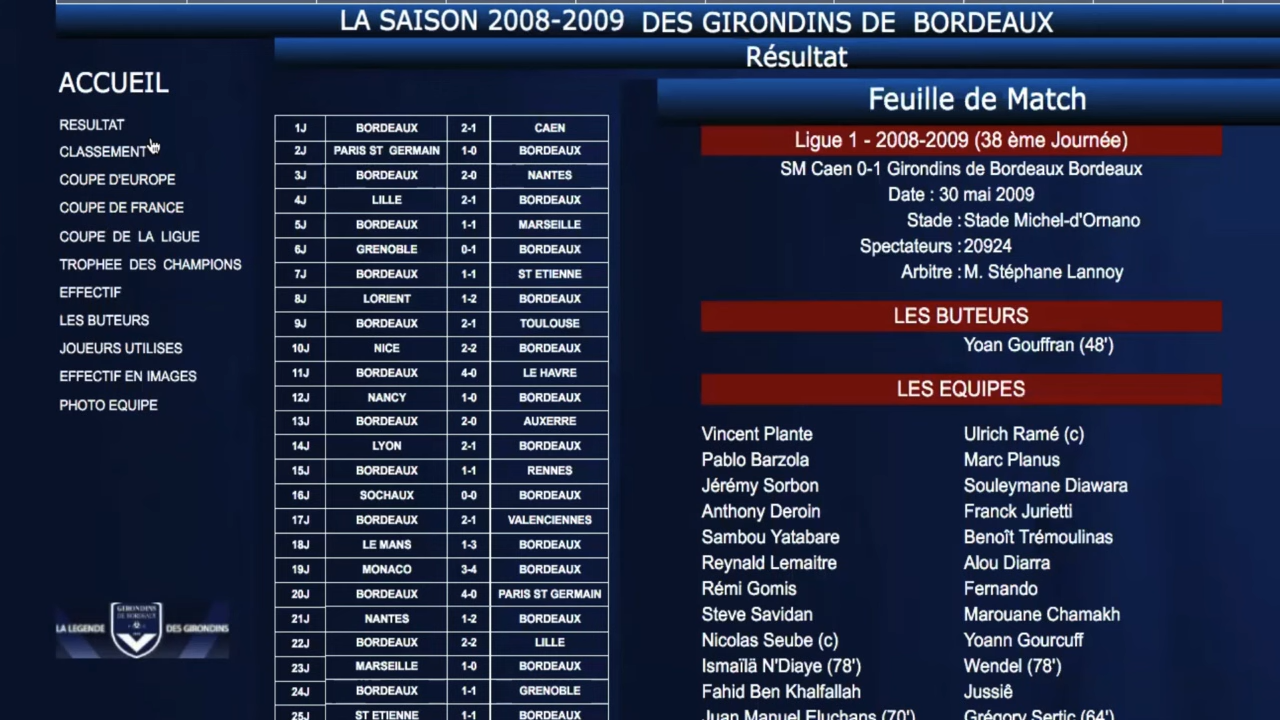 LA SAISON 2008-2009 DES GIRONDINS DE BORDEAUX
Résultat
ACCUEIL
RESULTAT
CLASSEMENT
COUPE D'EUROPE
COUPE DE FRANCE
COUPE DE LA LIGUE
TROPHEE DES CHAMPIONS
EFFECTIF
LES BUTEURS
JOUEURS UTILISES
EFFECTIF EN IMAGES
PHOTO EQUIPE
GIRONDINS
DE BORDEAUX
LA LEGENDE DES GIRONDINS
1J BORDEAUX 2-1 CAEN
2J PARIS ST GERMAIN 1-0 BORDEAUX
3J BORDEAUX 2-0 NANTES
4J LILLE 2-1 BORDEAUX
5J BORDEAUX 1-1 MARSEILLE
6J GRENOBLE 0-1 BORDEAUX
7J BORDEAUX 1-1 ST ETIENNE
8J LORIENT 1-2 BORDEAUX
9J BORDEAUX 2-1 TOULOUSE
10J NICE 2-2 BORDEAUX
11J BORDEAUX 4-0 LE HAVRE
12J NANCY 1-0 BORDEAUX
13J BORDEAUX 2-0 AUXERRE
14J LYON 2-1 BORDEAUX
15J BORDEAUX 1-1 RENNES
16J SOCHAUX 0-0 BORDEAUX
17J BORDEAUX 2-1 VALENCIENNES
18J LE MANS 1-3 BORDEAUX
19J MONACO 3-4 BORDEAUX
20J BORDEAUX 4-0 PARIS ST GERMAIN
21J NANTES 1-2 BORDEAUX
22J BORDEAUX 2-2 LILLE
23J MARSEILLE 1-0 BORDEAUX
24J BORDEAUX 1-1 GRENOBLE
25J ST ETIENNE 1-1 BORDEAUX
Feuille de Match
Ligue 1 - 2008-2009 (38 ème Journée)
SM Caen 0-1 Girondins de Bordeaux Bordeaux
Date : 30 mai 2009
Stade : Stade Michel-d'Ornano
Spectateurs : 20924
Arbitre : M. Stéphane Lannoy
LES BUTEURS
Yoan Gouffran (48')
LES EQUIPES
Vincent Plante Ulrich Ramé (c)
Pablo Barzola Marc Planus
Jérémy Sorbon Souleymane Diawara
Anthony Deroin Franck Jurietti
Sambou Yatabare Benoît Trémoulinas
Reynald Lemaitre Alou Diarra
Rémi Gomis Fernando
Steve Savidan Marouane Chamakh
Nicolas Seube (c) Yoann Gourcuff
Ismaïlä N'Diaye (78') Wendel (78')
Fahid Ben Khalfallah Jussiê
Juan Manuel Eluchans (70') Grégory Sertic (64')